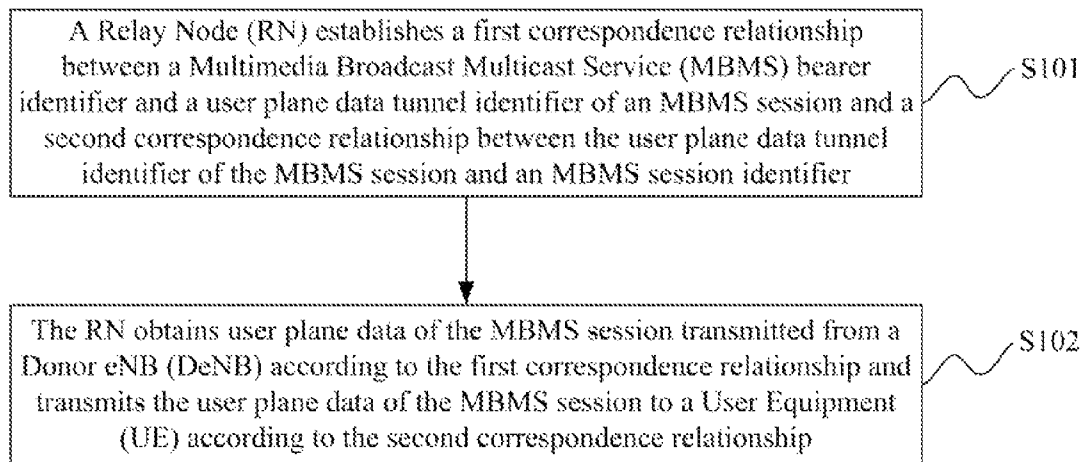 A Relay Node (RN) establishes a first correspondence relationship
between a Multimedia Broadcast Multicast Service (MBMS) bearer
identifier and a user plane data tunnel identifier of an MBMS session and a
second correspondence relationship between the user plane data tunnel
identifier of the MBMS session and an MBMS session identifier
S101
The RN obtains user plane data of the MBMS session transmitted from a
Donor eNB (DeNB) according to the first correspondence relationship and
transmits the user plane data of the MBMS session to a User Equipment
(UE) according to the second correspondence relationship
S102